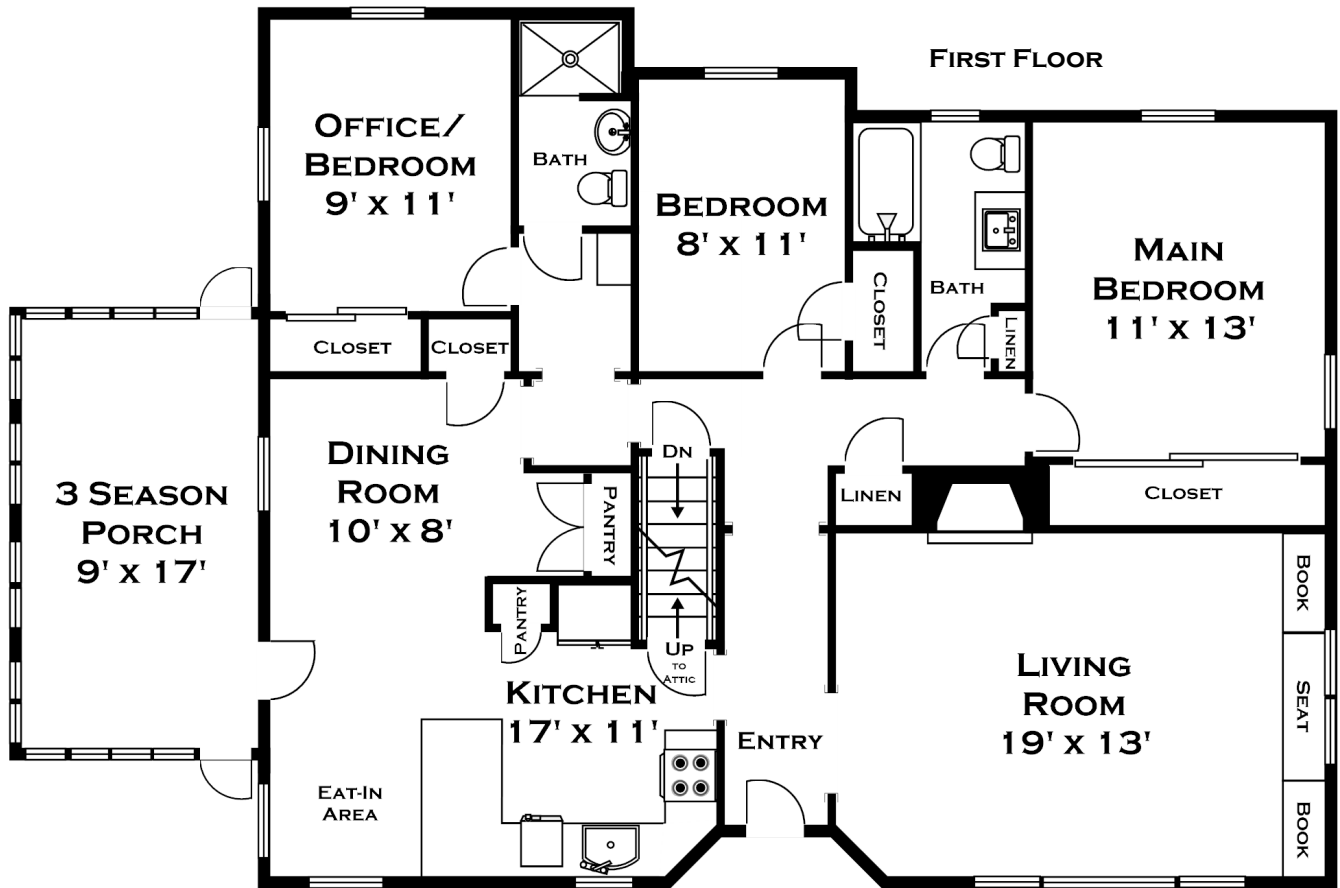 FIRST FLOOR
OFFICE/
BEDROOM
9' X 11'
BATH
BEDROOM
8' X 11'
CLOSET
BATH
LINEN
MAIN
BEDROOM
11' X 13'
CLOSET
CLOSET
DINING
ROOM
10' X 8'
3 SEASON
PORCH
9' X 17'
PANTRY
PANTRY
DN
UP
TO
ATTIC
LINEN
CLOSET
KITCHEN
17' X 11'
EAT-IN
AREA
ENTRY
LIVING
ROOM
19' X 13'
BOOK
SEAT
BOOK